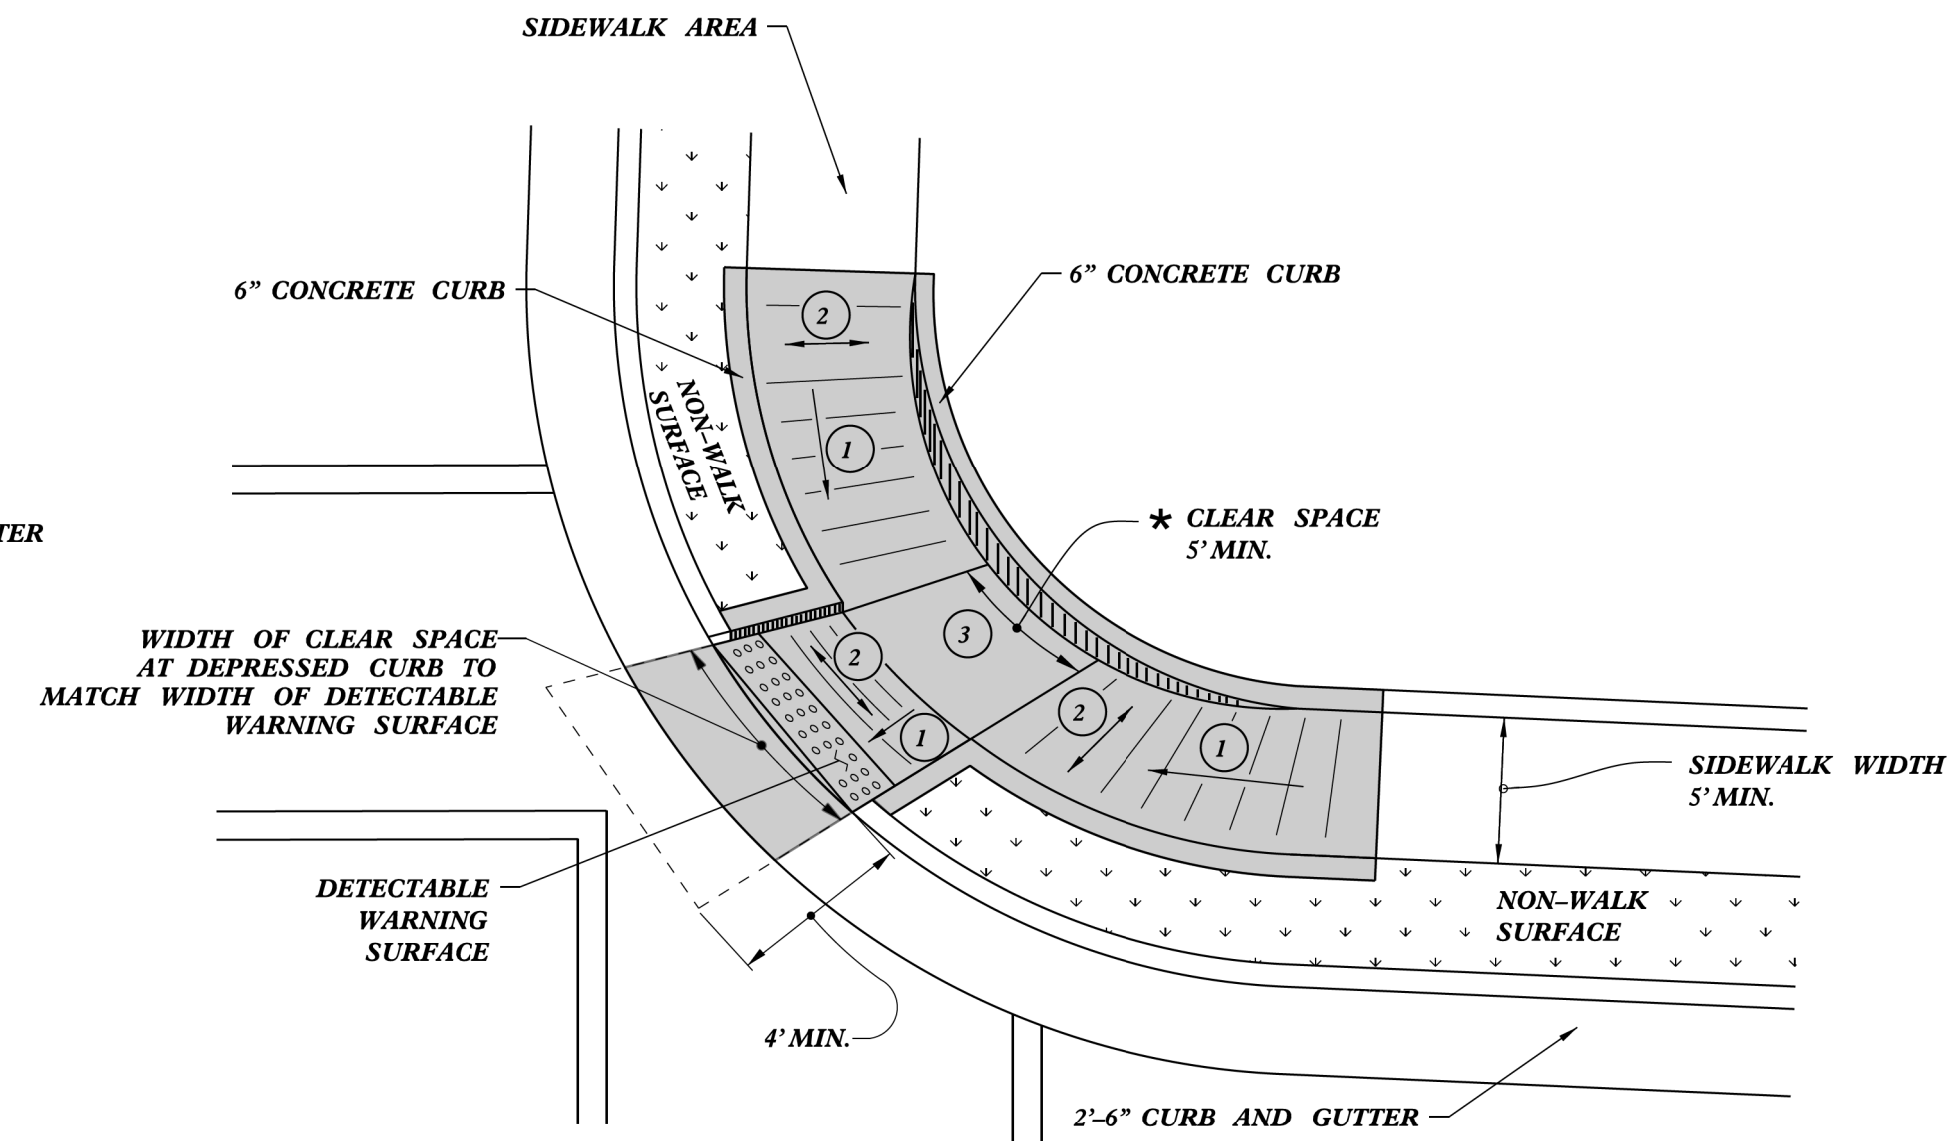 SIDEWALK AREA
6” CONCRETE CURB
6” CONCRETE CURB
2
NON–WALK
SURFACE
1
* CLEAR SPACE
5’ MIN.
TER
WIDTH OF CLEAR SPACE
AT DEPRESSED CURB TO
MATCH WIDTH OF DETECTABLE
WARNING SURFACE
3
2
2
1
1
SIDEWALK WIDTH
5’ MIN.
DETECTABLE
WARNING
SURFACE
NON–WALK
SURFACE
4’ MIN.
2’–6” CURB AND GUTTER